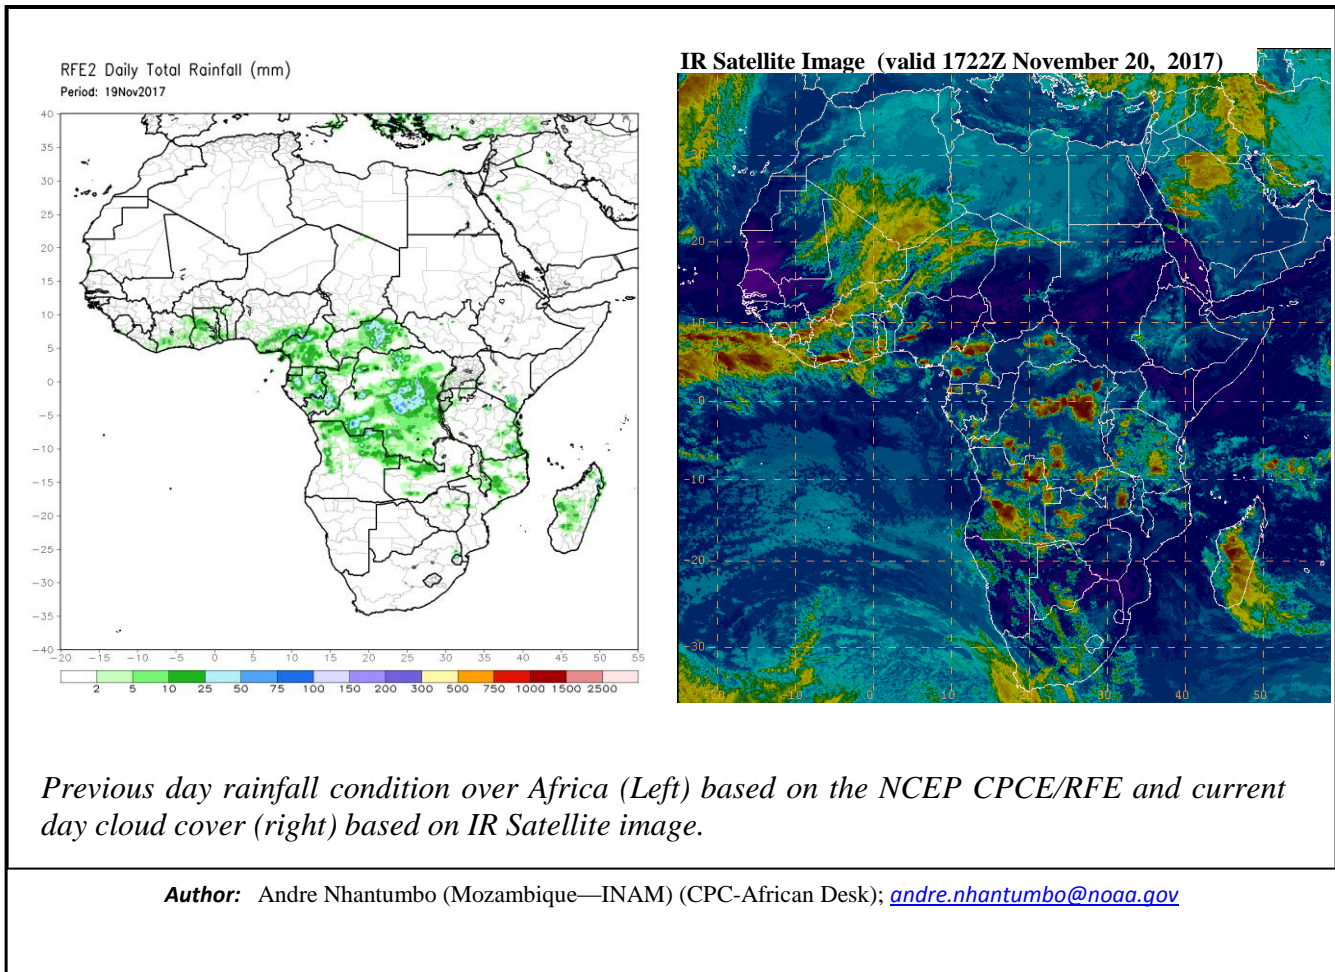 RFE2 Daily Total Rainfall (mm)
Period: 19Nov2017
40
35
30
25
20
15
10
5
0
-5
-10
-15
-20
-25
-30
-35
-40
-20 -15 -10 -5 0 5 10 15 20 25 30 35 40 45 50 55
2 5 10 25 50 75 100 150 200 300 500 750 1000 1500 2500
IR Satellite Image (valid 1722Z November 20, 2017)
20
0
-10
-20
-30
0 10 20 30 40 50
Previous day rainfall condition over Africa (Left) based on the NCEP CPCE/RFE and current
day cloud cover (right) based on IR Satellite image.
Author: Andre Nhantumbo (Mozambique—INAM) (CPC-African Desk); andre.nhantumbo@noaa.gov